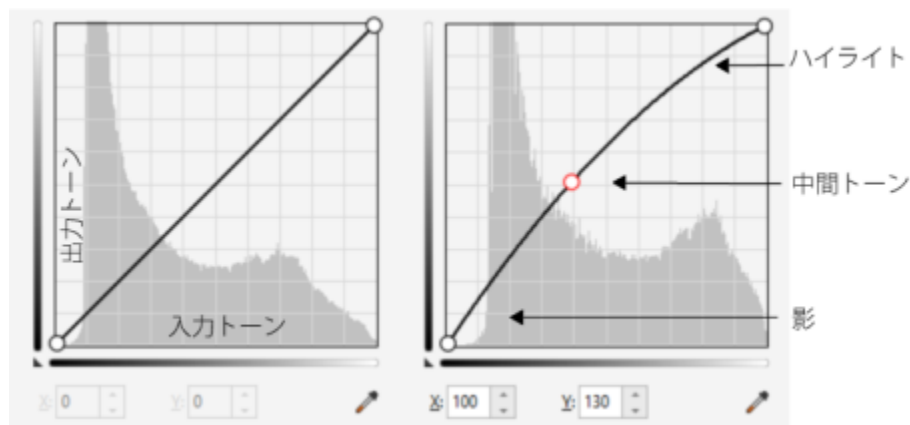 出力トーン
入力トーン
X: 0
Y: 0
ハイライト
中間トーン
影
X: 100
Y: 130